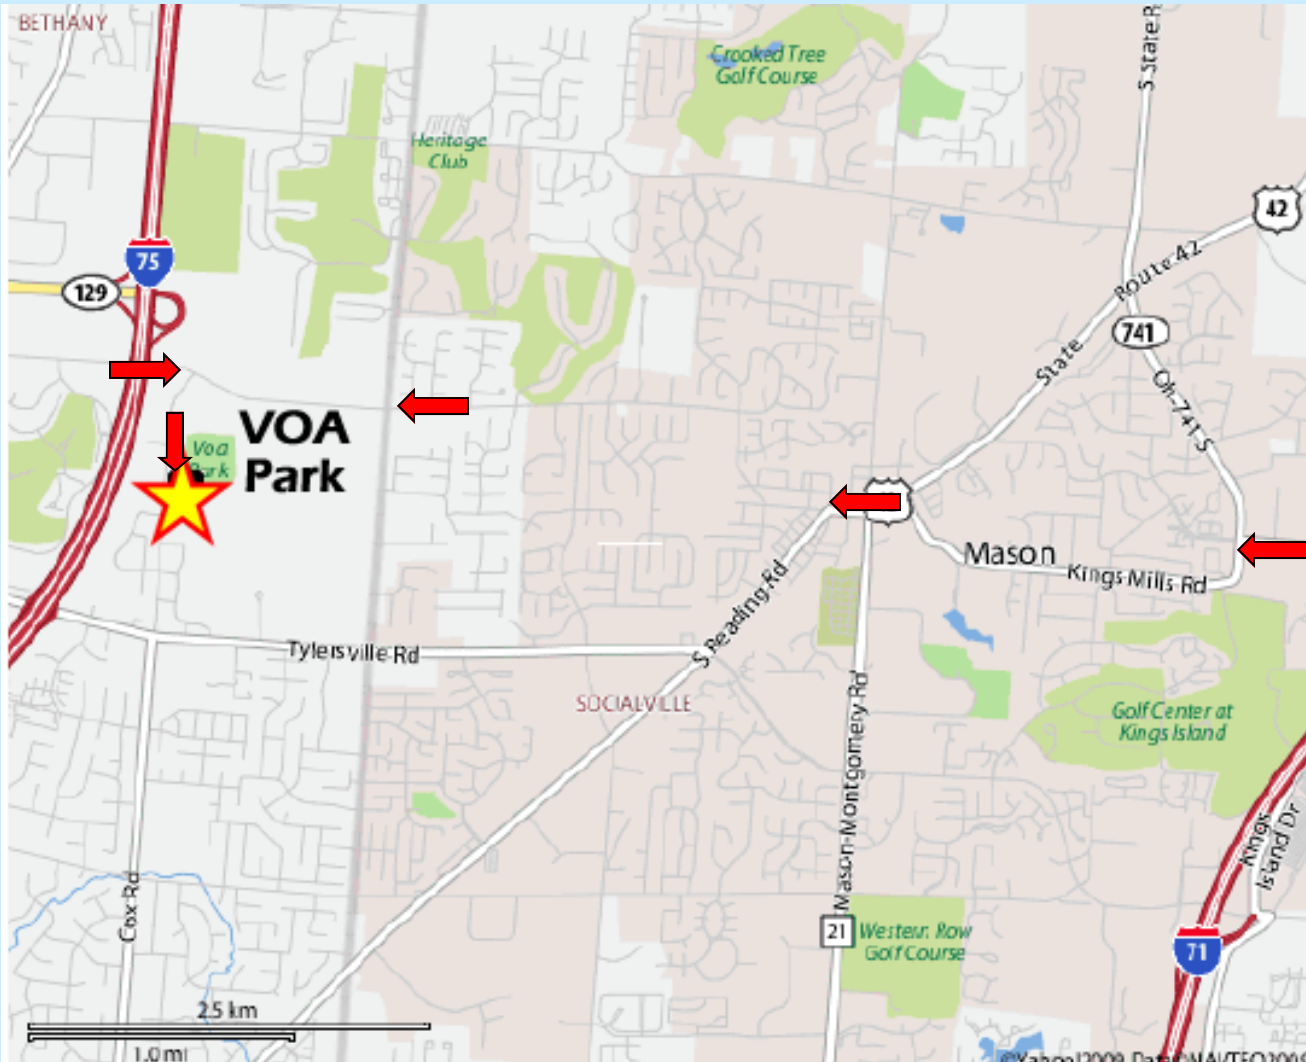 BETHANY
Crooked Tree
Golf Course
S State R
Heritage
Club
42
75
129
Route 42
741
State
Oh-741 S
VOA
Park
Voa
Park
Mason
Kings Mills Rd
S Reading Rd
Tylersville Rd
SOCIALVILLE
Mason-Montgomery Rd
Golf Center at
Kings Island
Kings
Island Dr
Cox Rd
21
Western Row
Golf Course
71
2.5 km
1.0 mi